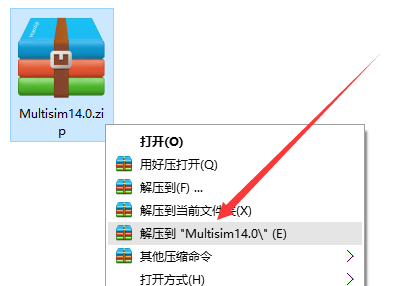 Multisim14.0.zi
p
打开(O)
用好压打开(Q)
解压到(F) ...
解压到当前文件夹(X)
解压到 "Multisim14.0\" (E)
其他压缩命令
打开方式(H)